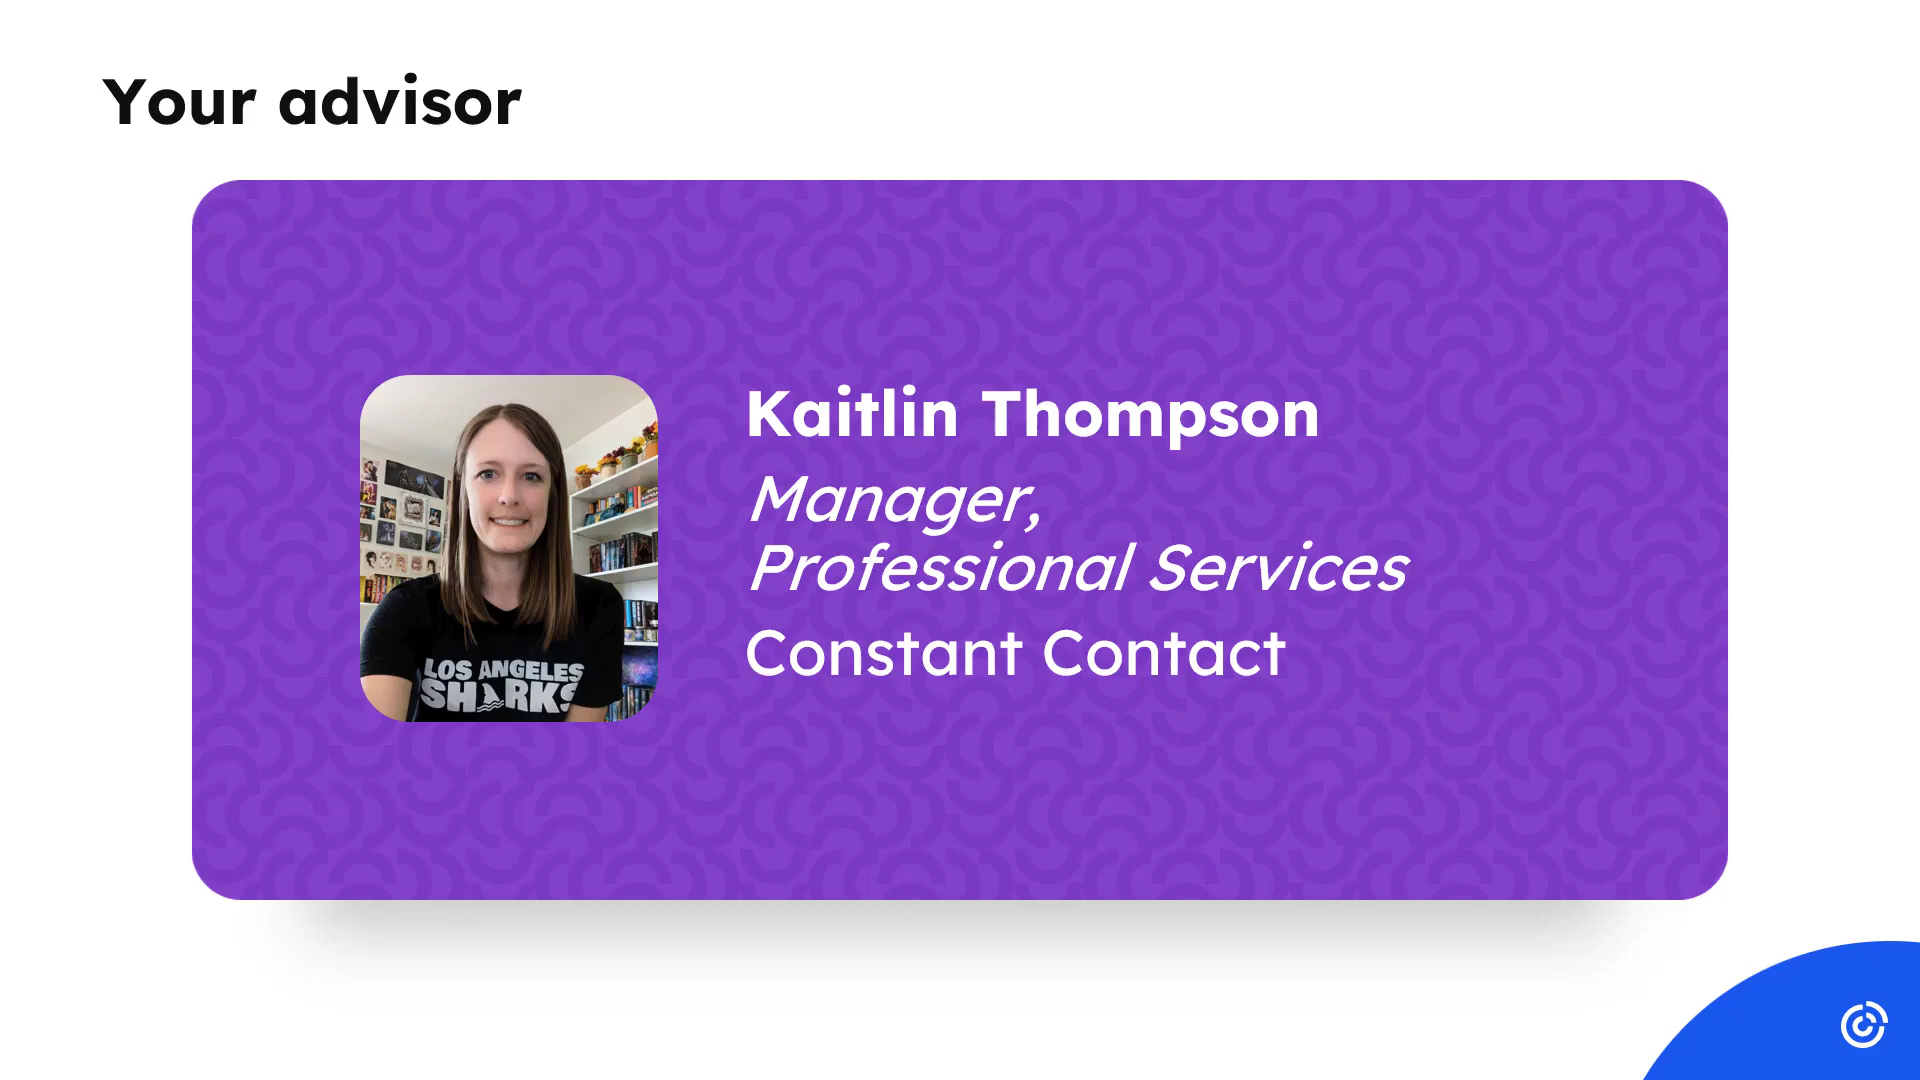 Your advisor
Kaitlin Thompson
Manager,
Professional Services
Constant Contact
LOS ANGELES
SHARKS